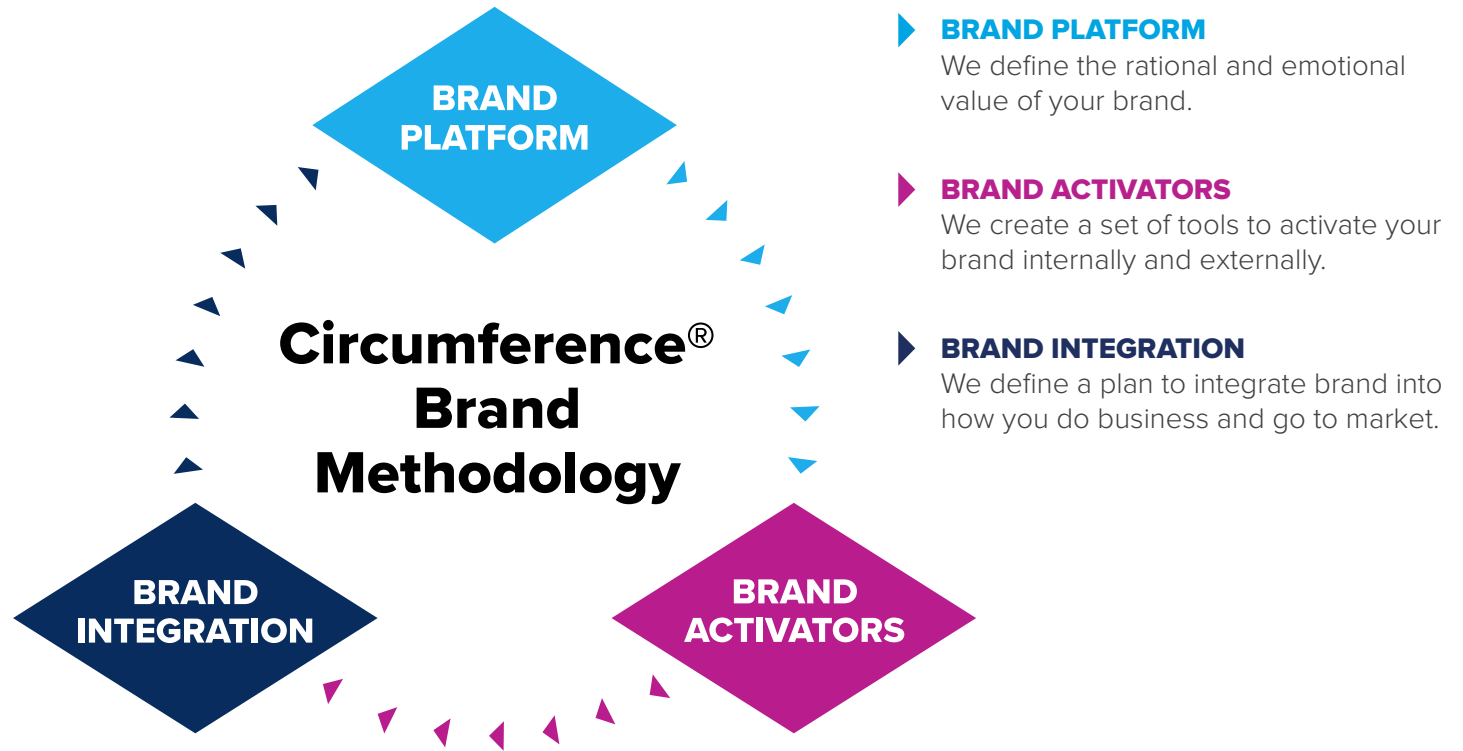 BRAND
PLATFORM
Circumference®
Brand
Methodology
BRAND
INTEGRATION
BRAND
ACTIVATORS
BRAND PLATFORM
We define the rational and emotional
value of your brand.
BRAND ACTIVATORS
We create a set of tools to activate your
brand internally and externally.
BRAND INTEGRATION
We define a plan to integrate brand into
how you do business and go to market.